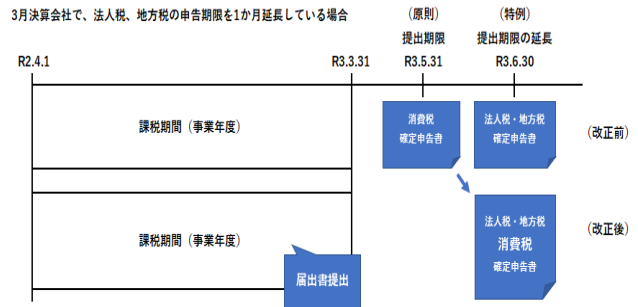 3月決算会社で、法人税、地方税の申告期限を1か月延長している場合
（原則）
提出期限
（特例）
提出期限の延長
R2.4.1
R3.3.31
R3.5.31
R3.6.30
課税期間（事業年度）
消費税
確定申告書
法人税・地方税
確定申告書
（改正前）
課税期間（事業年度）
届出書提出
法人税・地方税
消費税
確定申告書
（改正後）